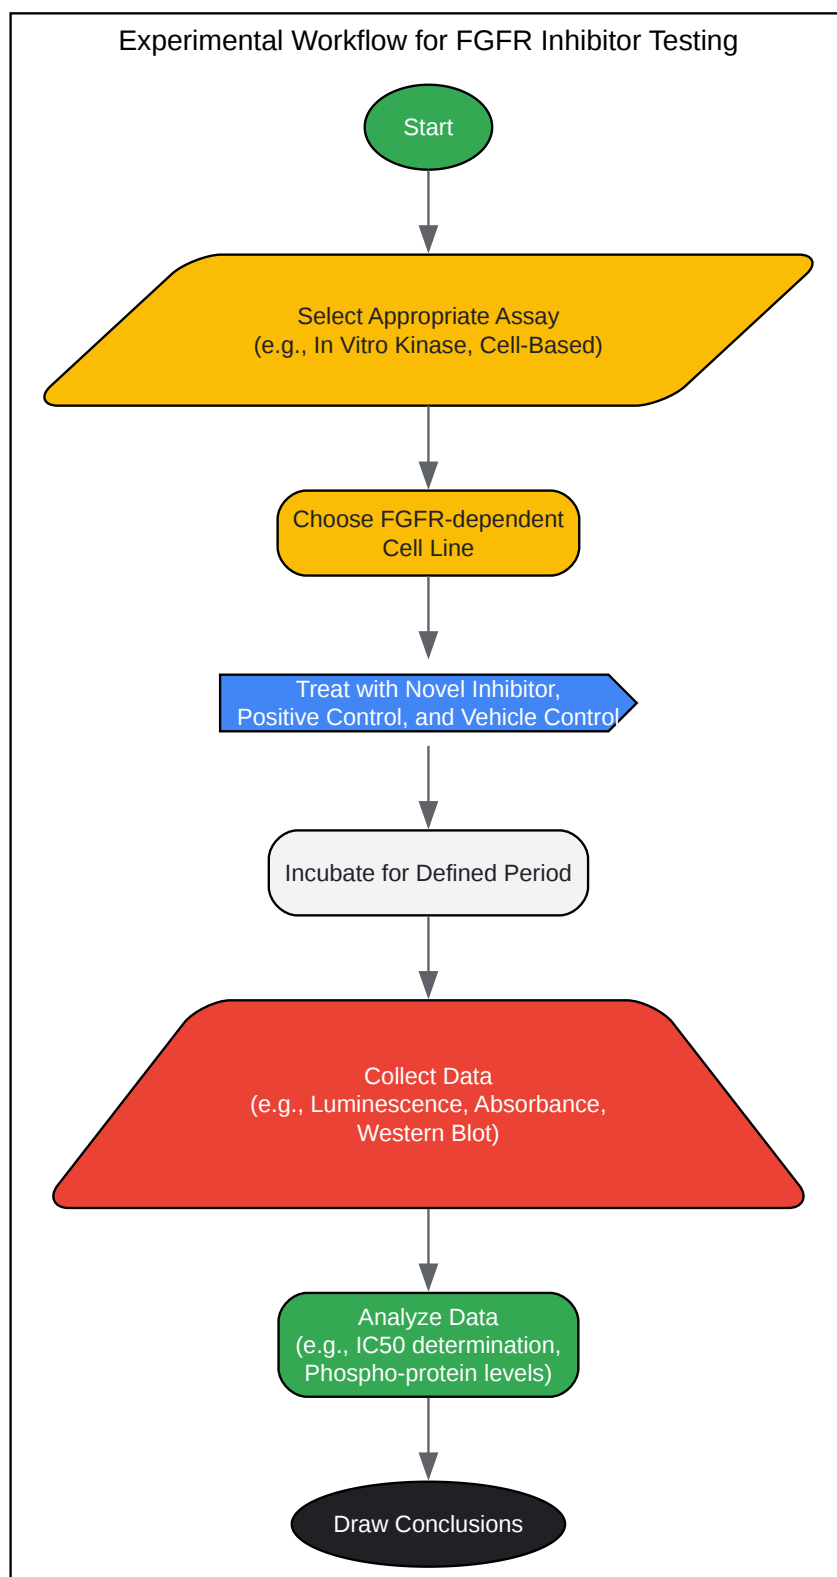 Experimental Workflow for FGFR Inhibitor Testing
Start
Select Appropriate Assay
(e.g., In Vitro Kinase, Cell-Based)
Choose FGFR-dependent
Cell Line
Treat with Novel Inhibitor,
Positive Control, and Vehicle Control
Incubate for Defined Period
Collect Data
(e.g., Luminescence, Absorbance,
Western Blot)
Analyze Data
(e.g., IC50 determination,
Phospho-protein levels)
Draw Conclusions